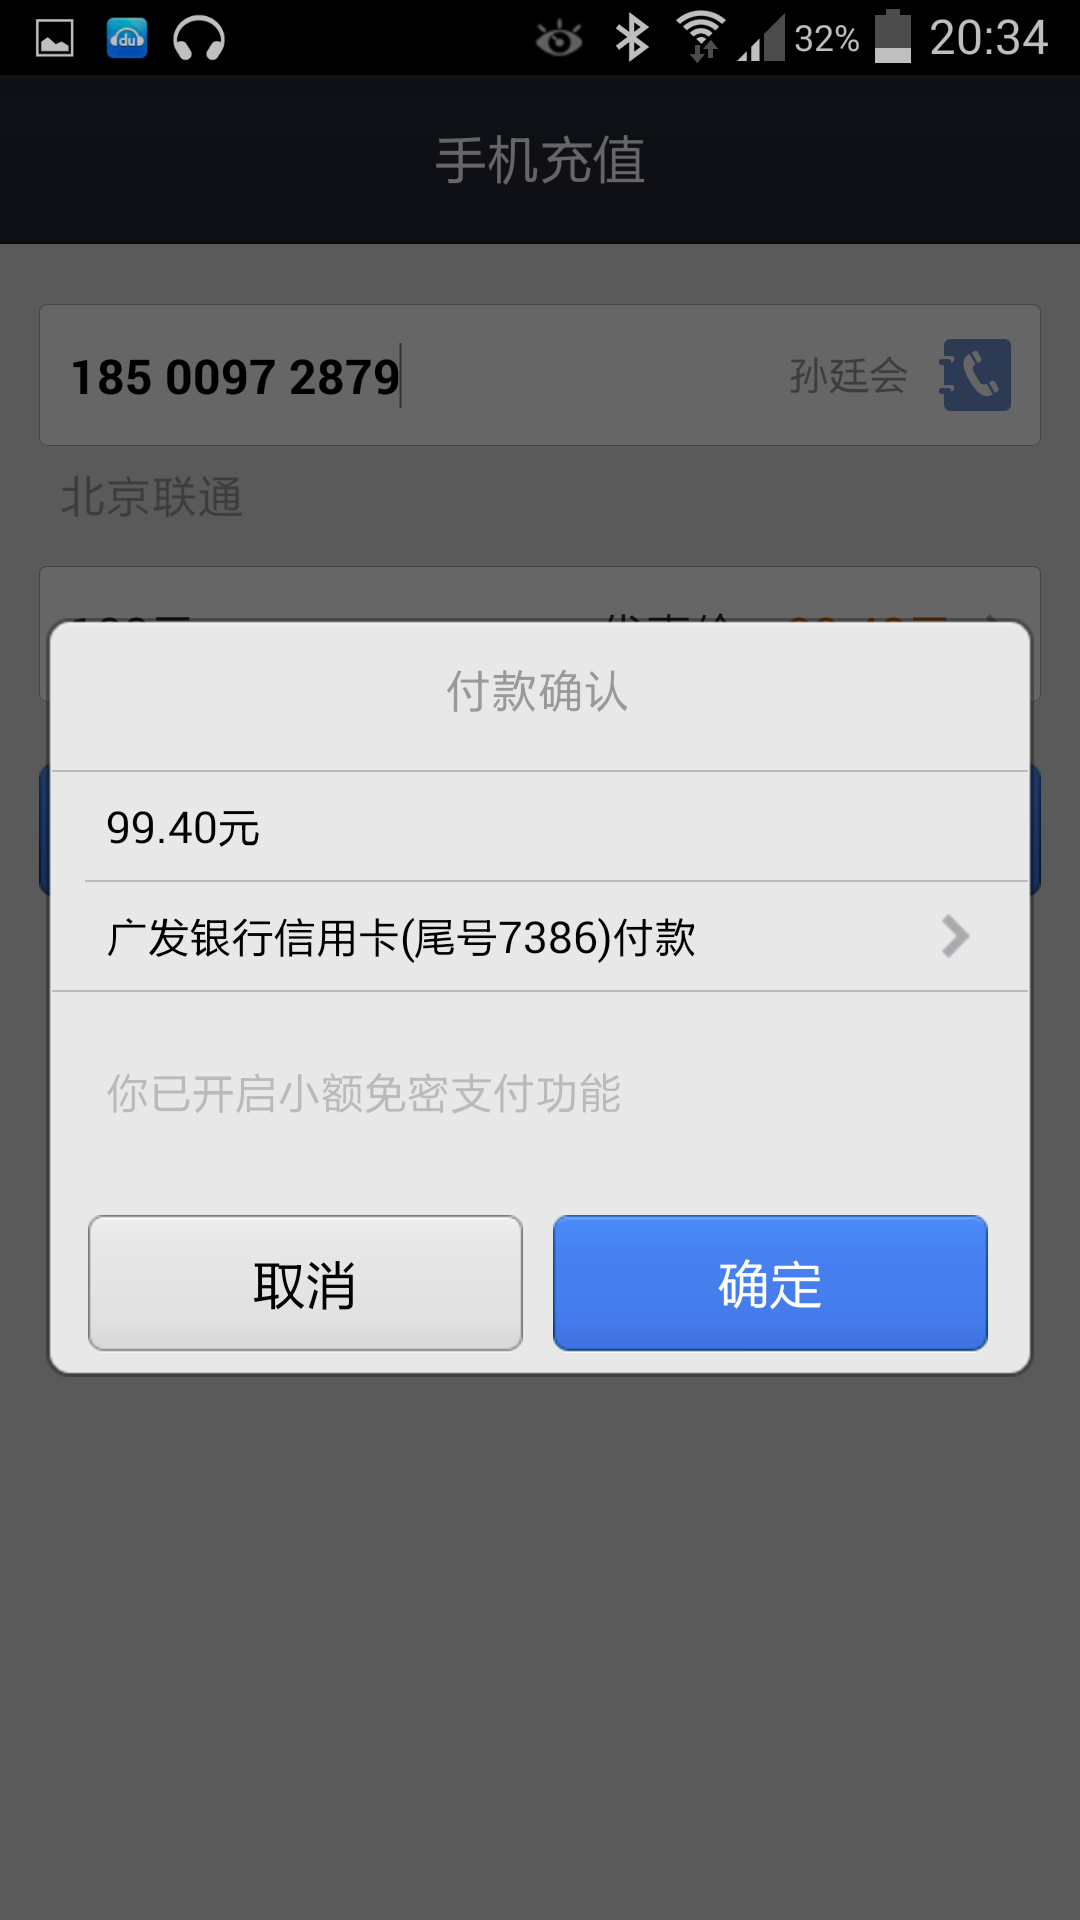 du 32% 20:34
手机充值
185 0097 2879 孙廷会
北京联通
付款确认
99.40元
广发银行信用卡(尾号7386)付款
你已开启小额免密支付功能
取消 确定